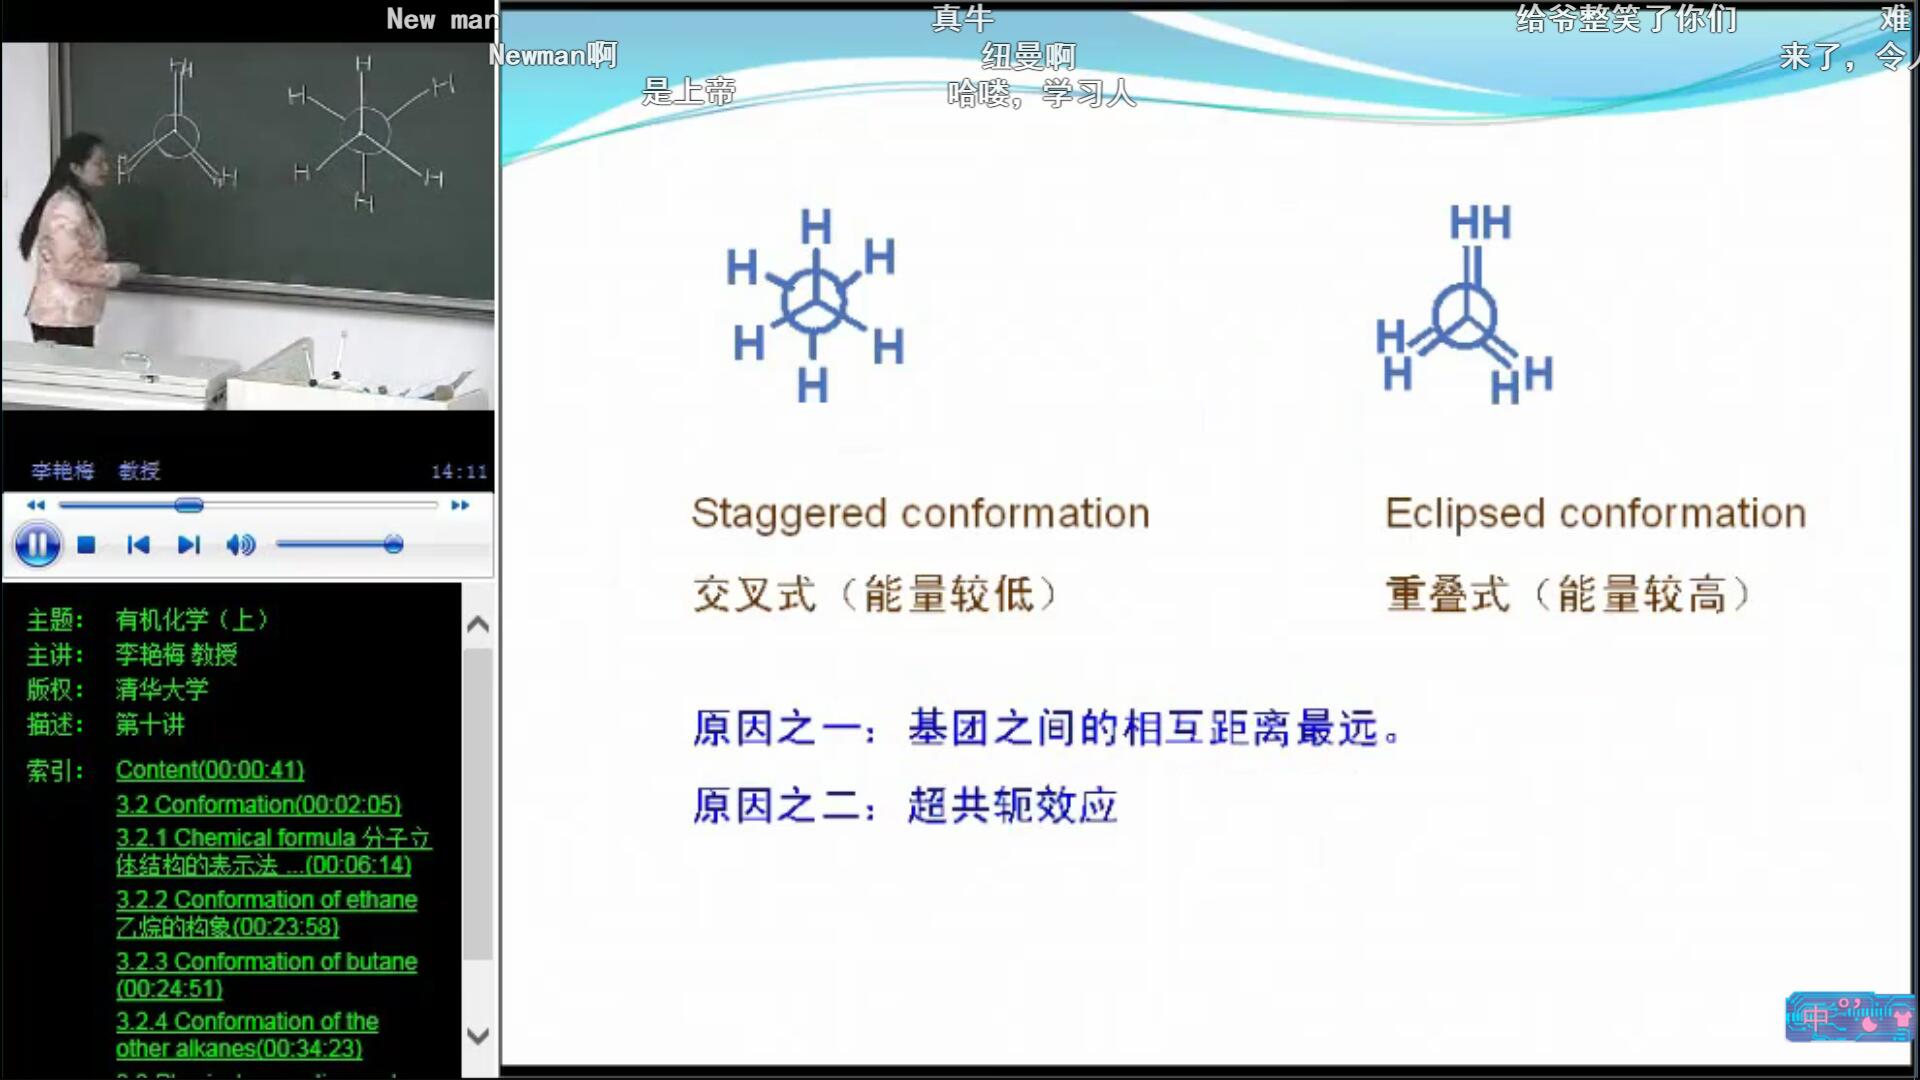 New man
Newman啊
是上帝
真牛
纽曼啊
哈喽，学习人
给爷整笑了你们
难
来了，令人
HH
H
H
H
H
H
H
H
H
H
H
H
李艳梅 教授
14:11
主题： 有机化学（上）
主讲： 李艳梅 教授
版权： 清华大学
描述： 第十讲
索引： Content(00:00:41)
3.2 Conformation(00:02:05)
3.2.1 Chemical formula 分子立
体结构的表示法 ...(00:06:14)
3.2.2 Conformation of ethane
乙烷的构象(00:23:58)
3.2.3 Conformation of butane
(00:24:51)
3.2.4 Conformation of the
other alkanes(00:34:23)
H
H
H
H
H
H
HH
H
H
H
H
Staggered conformation
交叉式（能量较低）
Eclipsed conformation
重叠式（能量较高）
原因之一：基团之间的相互距离最远。
原因之二：超共轭效应
中